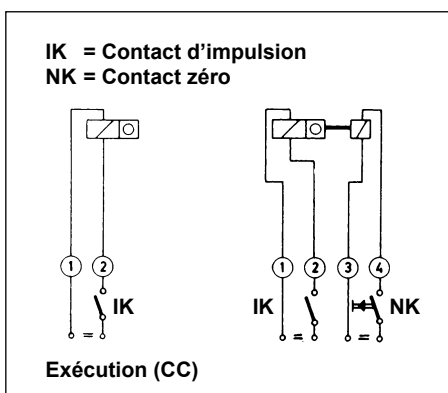 IK = Contact d'impulsion
NK = Contact zéro
1 2 1 2 3 4
IK IK NK
= = =
Exécution (CC)